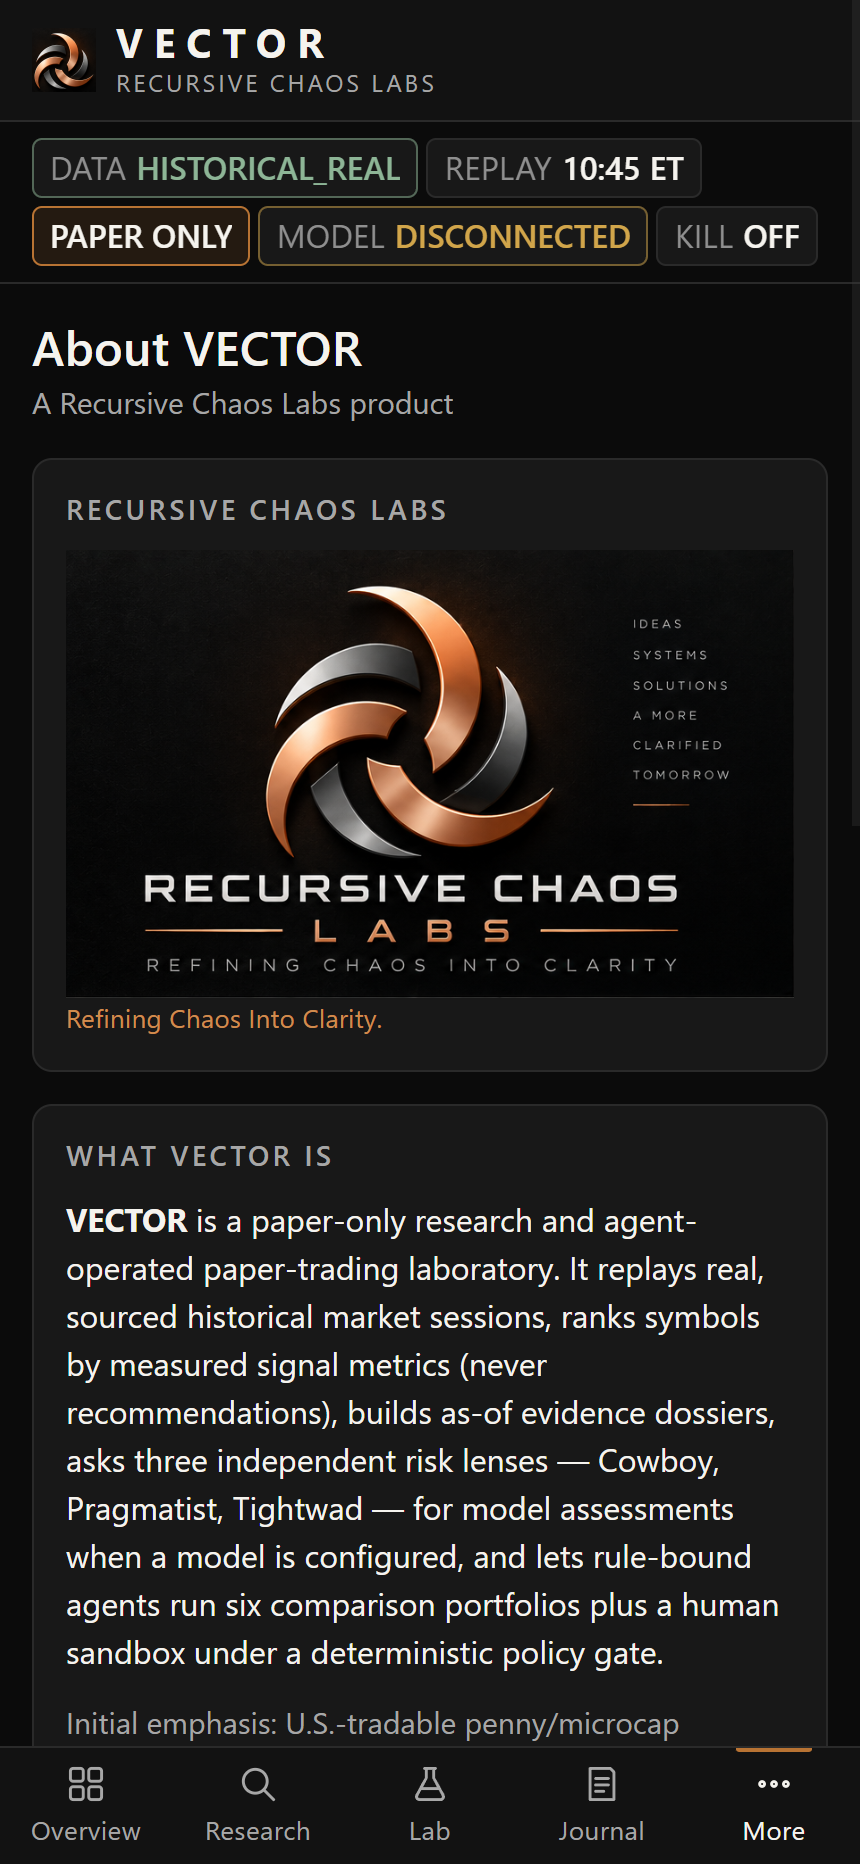 VECTOR
RECURSIVE CHAOS LABS
DATA HISTORICAL_REAL
REPLAY 10:45 ET
PAPER ONLY
MODEL DISCONNECTED
KILL OFF
About VECTOR
A Recursive Chaos Labs product
RECURSIVE CHAOS LABS
IDEAS
SYSTEMS
SOLUTIONS
A MORE
CLARIFIED
TOMORROW
RECURSIVE CHAOS
LABS
REFINING CHAOS INTO CLARITY
Refining Chaos Into Clarity.
WHAT VECTOR IS
VECTOR is a paper-only research and agent-
operated paper-trading laboratory. It replays real,
sourced historical market sessions, ranks symbols
by measured signal metrics (never
recommendations), builds as-of evidence dossiers,
asks three independent risk lenses — Cowboy,
Pragmatist, Tightwad — for model assessments
when a model is configured, and lets rule-bound
agents run six comparison portfolios plus a human
sandbox under a deterministic policy gate.
Initial emphasis: U.S.-tradable penny/microcap
Overview
Research
Lab
Journal
More